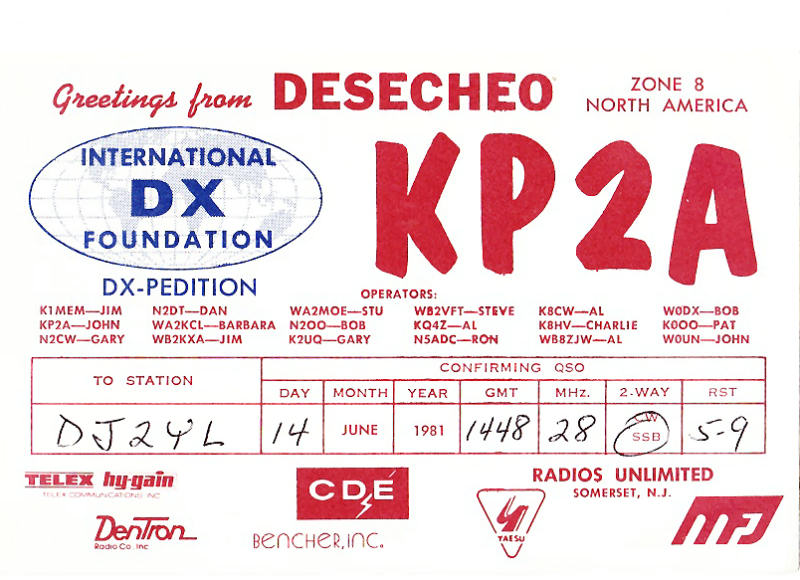 Greetings from DESECHEO
ZONE 8
NORTH AMERICA
INTERNATIONAL
DX
FOUNDATION
DX-PEDITION
KP2A
OPERATORS:
K1MEM—JIM N2DT—DAN WA2MOE—STU WB2VFT—STEVE K8CW—AL W0DX—BOB
KP2A—JOHN WA2KCL—BARBARA N2OO—BOB KQ4Z—AL K8HV—CHARLIE K0OO—PAT
N2CW—GARY WB2KXA—JIM K2UQ—GARY N5ADC—RON WB8ZJW—AL W0UN—JOHN
TO STATION
CONFIRMING QSO
DAY MONTH YEAR GMT MHz. 2-WAY RST
DJ2YL 14 JUNE 1981 1448 28 CW SSB 5-9
TELEX hy-gain
TELEX COMMUNICATIONS INC
DenTron
Radio Co., Inc
CDE
BENCHER, INC.
YAESU
RADIOS UNLIMITED
SOMERSET, N.J.
MFJ